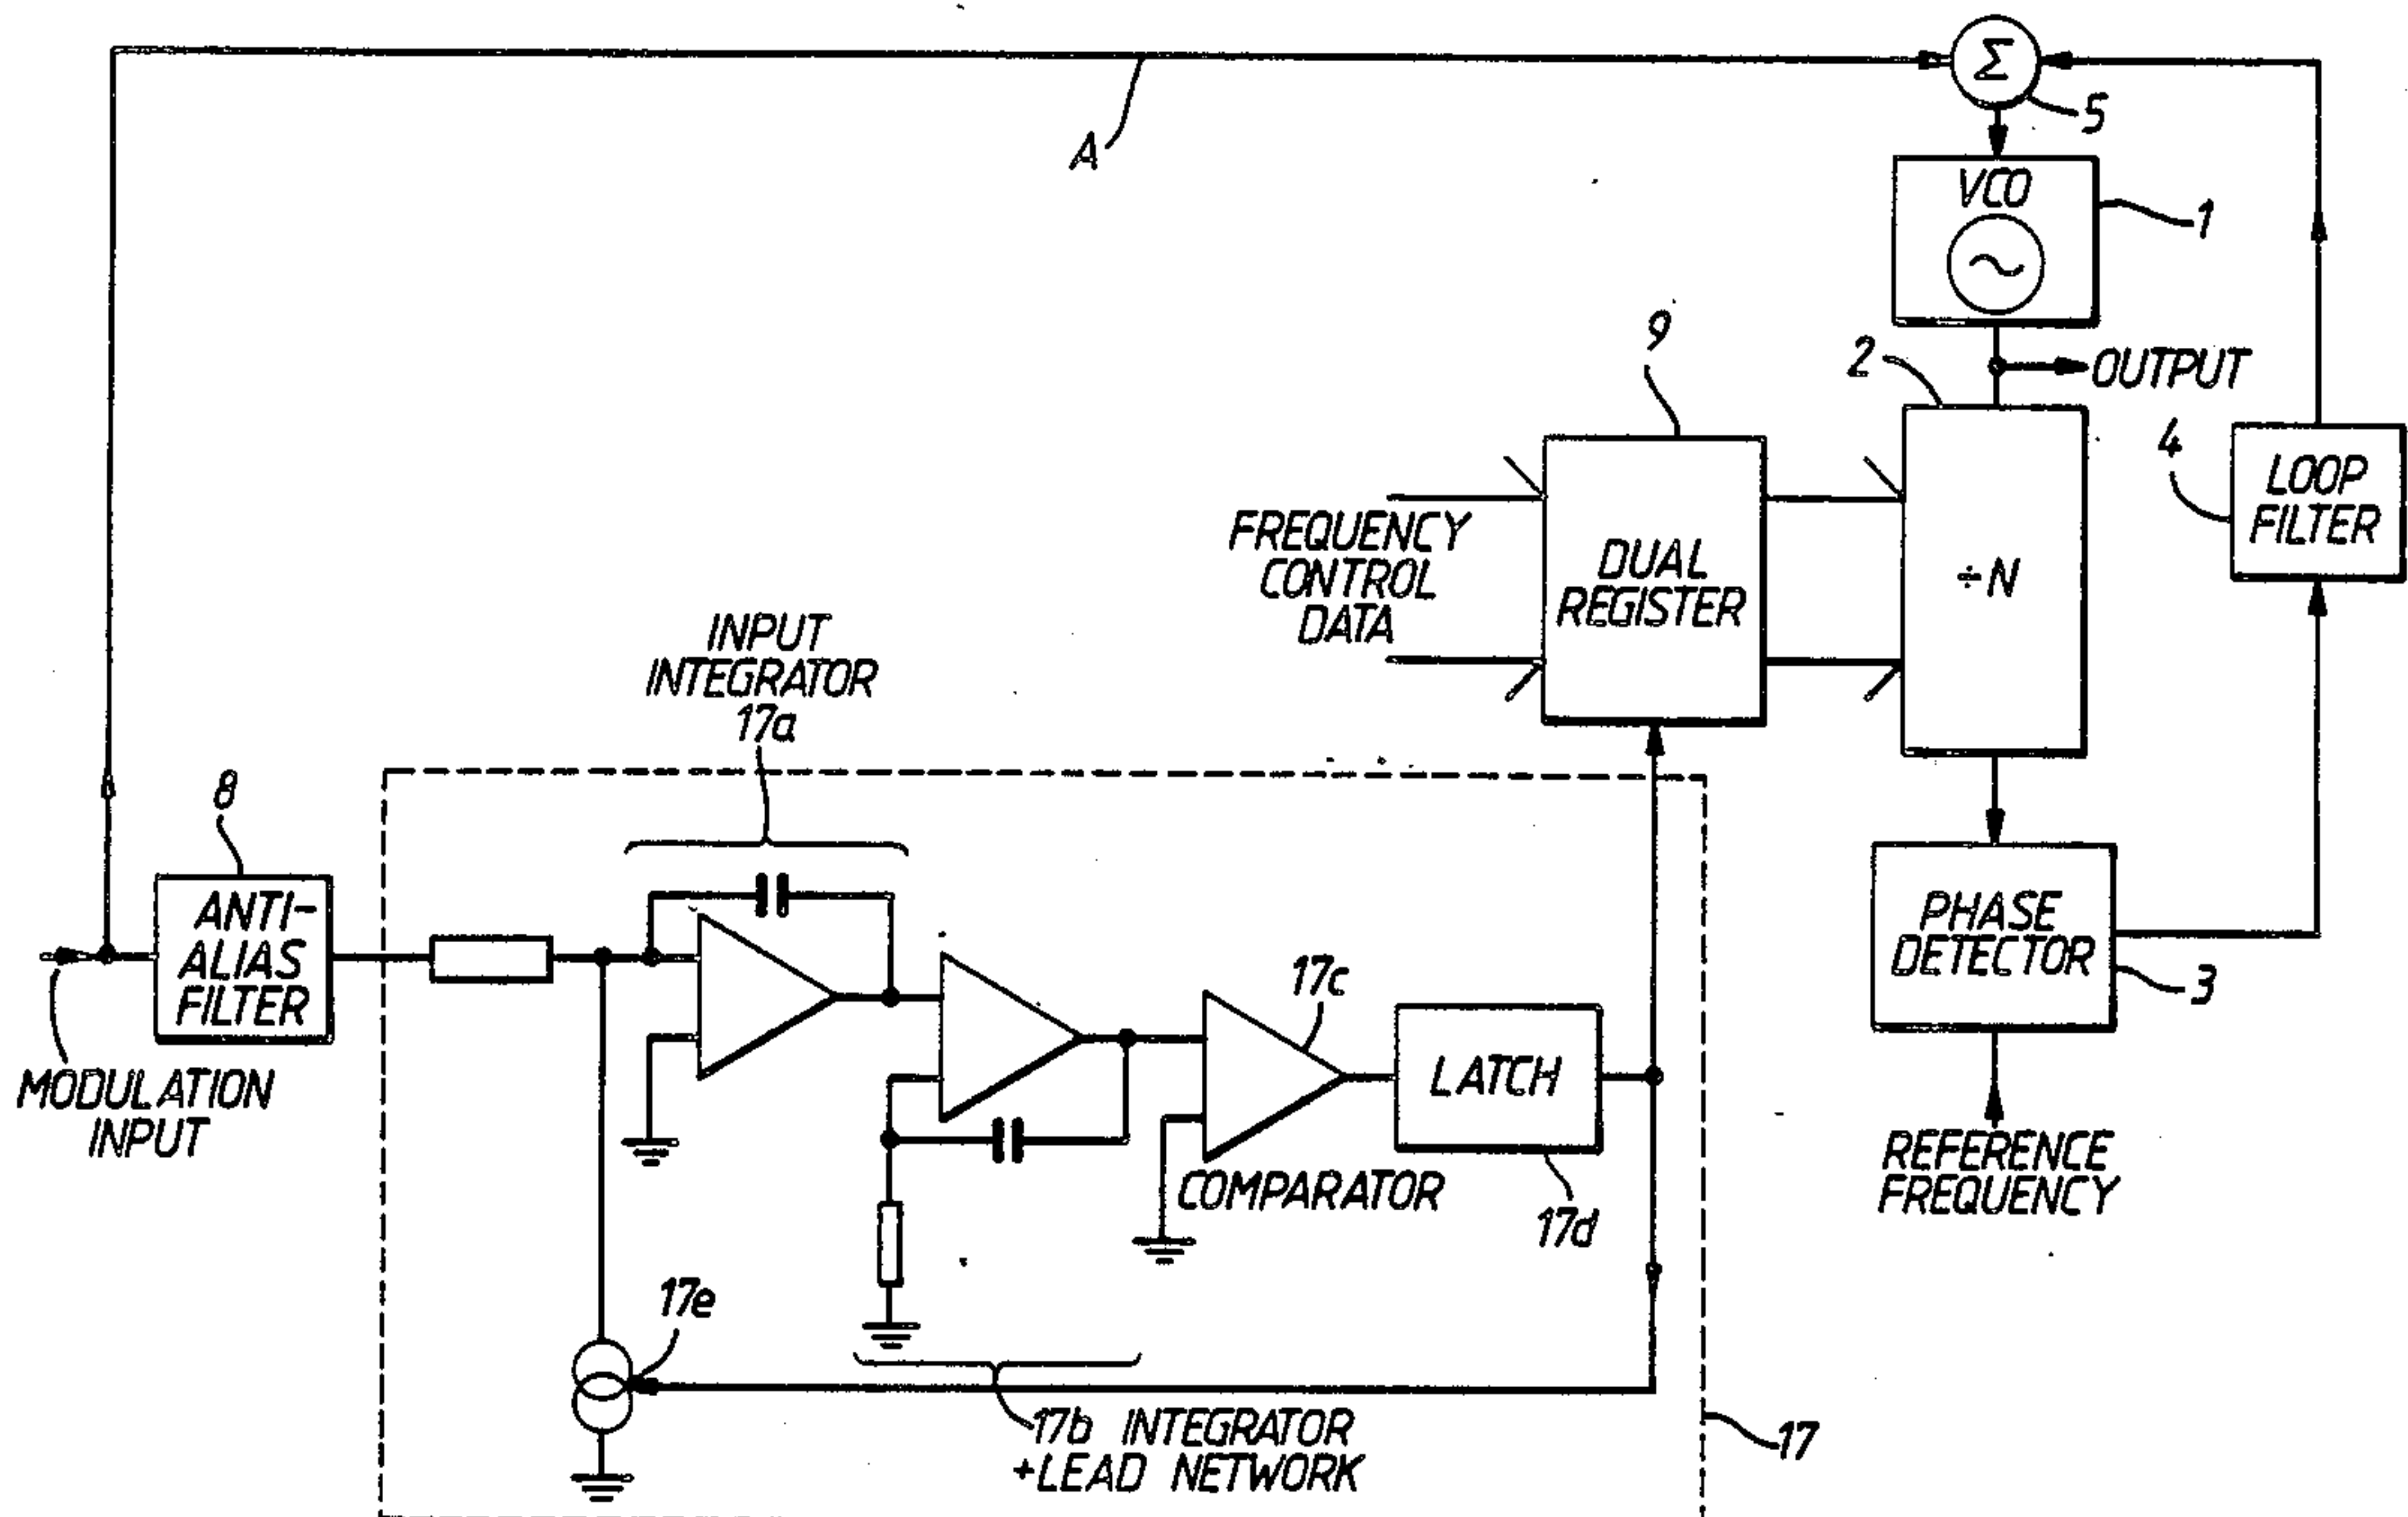 Σ
5
A
VCO
1
9
2
OUTPUT
4
LOOP
FILTER
FREQUENCY
CONTROL
DATA
DUAL
REGISTER
÷N
INPUT
INTEGRATOR
17a
8
ANTI-
ALIAS
FILTER
PHASE
DETECTOR
3
17c
LATCH
MODULATION
INPUT
COMPARATOR
17d
REFERENCE
FREQUENCY
17e
17b INTEGRATOR
+LEAD NETWORK
17